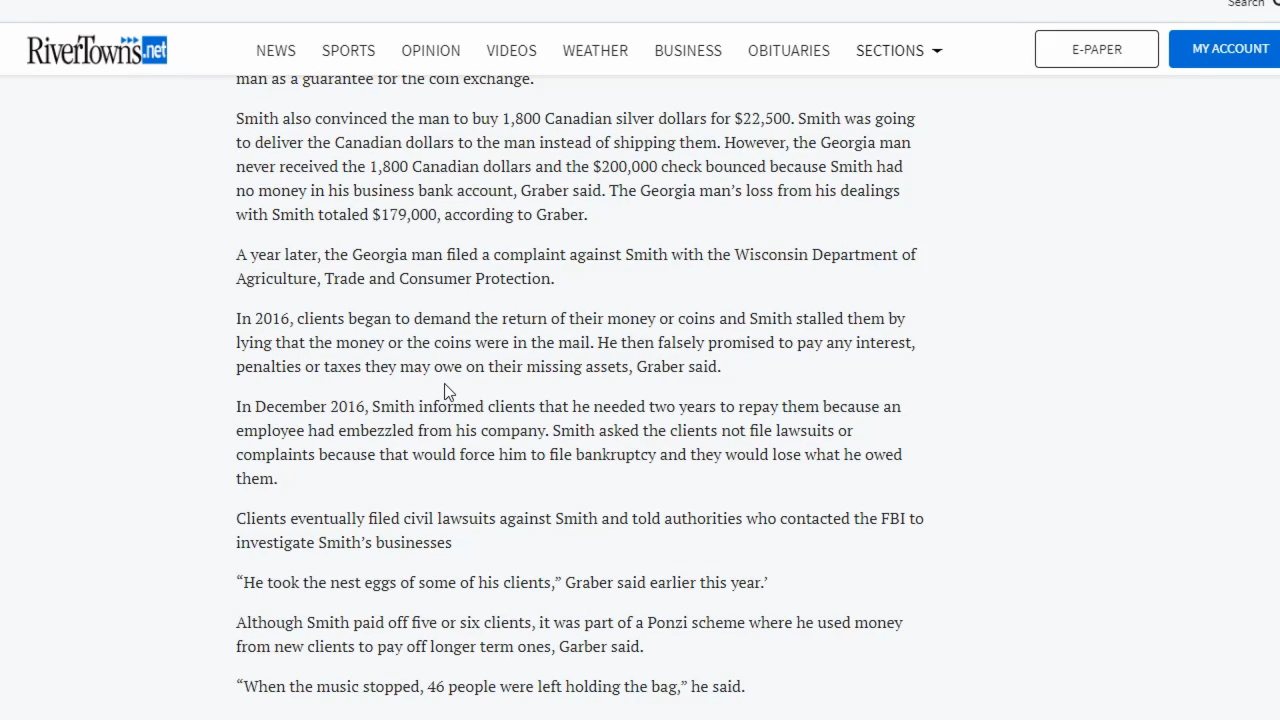 Search
RiverTowns.net
NEWS SPORTS OPINION VIDEOS WEATHER BUSINESS OBITUARIES SECTIONS E-PAPER MY ACCOUNT
man as a guarantee for the coin exchange.
Smith also convinced the man to buy 1,800 Canadian silver dollars for $22,500. Smith was going
to deliver the Canadian dollars to the man instead of shipping them. However, the Georgia man
never received the 1,800 Canadian dollars and the $200,000 check bounced because Smith had
no money in his business bank account, Graber said. The Georgia man’s loss from his dealings
with Smith totaled $179,000, according to Graber.
A year later, the Georgia man filed a complaint against Smith with the Wisconsin Department of
Agriculture, Trade and Consumer Protection.
In 2016, clients began to demand the return of their money or coins and Smith stalled them by
lying that the money or the coins were in the mail. He then falsely promised to pay any interest,
penalties or taxes they may owe on their missing assets, Graber said.
In December 2016, Smith informed clients that he needed two years to repay them because an
employee had embezzled from his company. Smith asked the clients not file lawsuits or
complaints because that would force him to file bankruptcy and they would lose what he owed
them.
Clients eventually filed civil lawsuits against Smith and told authorities who contacted the FBI to
investigate Smith’s businesses
“He took the nest eggs of some of his clients,” Graber said earlier this year.’
Although Smith paid off five or six clients, it was part of a Ponzi scheme where he used money
from new clients to pay off longer term ones, Garber said.
“When the music stopped, 46 people were left holding the bag,” he said.